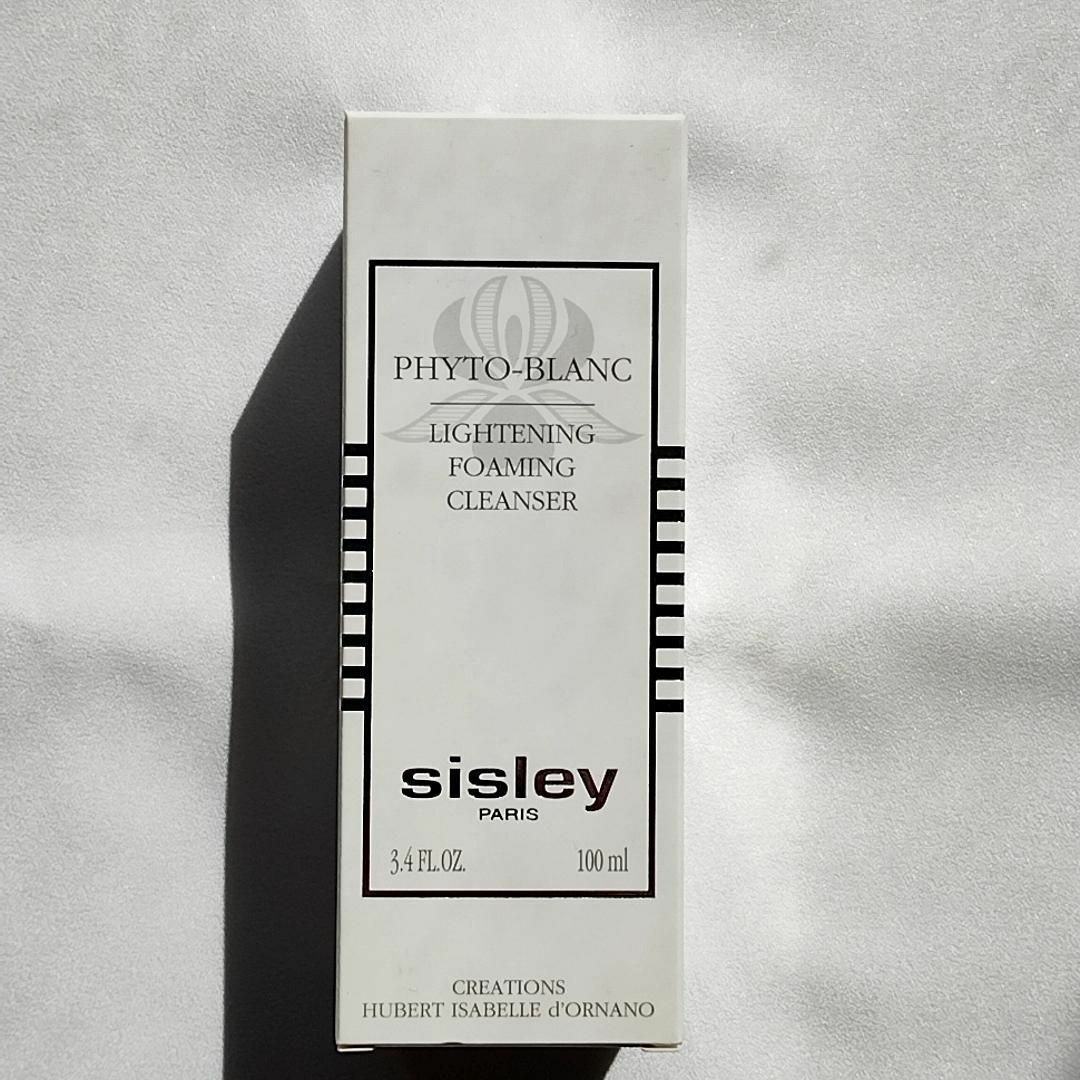 PHYTO-BLANC
LIGHTENING
FOAMING
CLEANSER
sisley
PARIS
3.4 FL.OZ. 100 ml
CREATIONS
HUBERT ISABELLE d'ORNANO